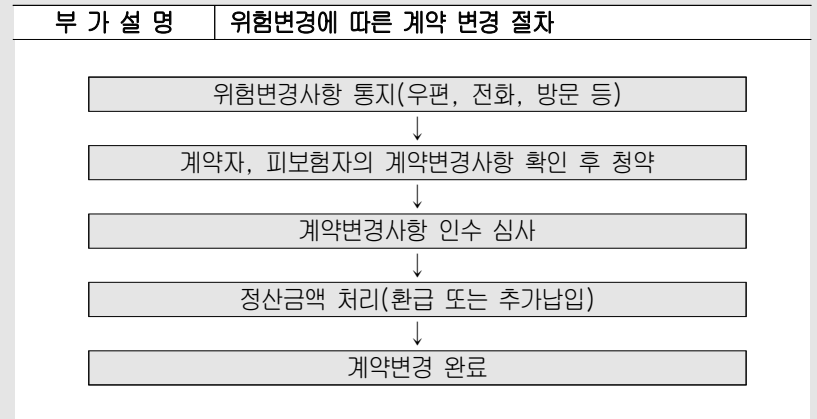 부 가 설 명 위험변경에 따른 계약 변경 절차
위험변경사항 통지(우편, 전화, 방문 등)
↓
계약자, 피보험자의 계약변경사항 확인 후 청약
↓
계약변경사항 인수 심사
↓
정산금액 처리(환급 또는 추가납입)
↓
계약변경 완료